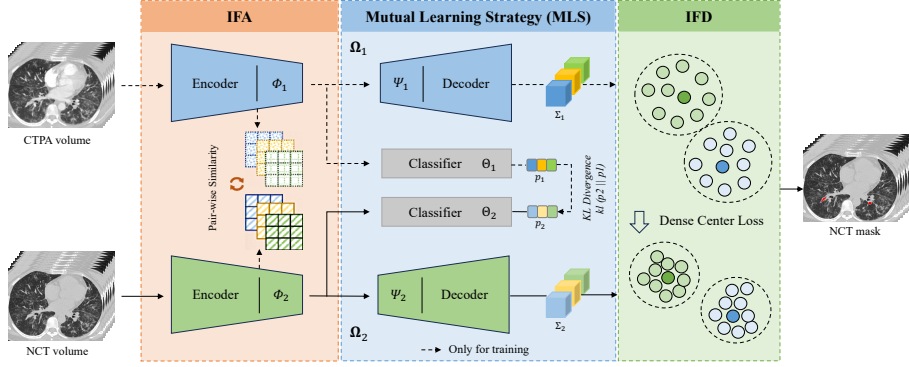 IFA
Mutual Learning Strategy (MLS)
IFD
Ω1
Encoder Φ1
Ψ1 Decoder
Σ1
CTPA volume
Pair-wise Similarity
Classifier Θ1
p1
Classifier Θ2
p2
KL Divergence
kl (p2 || p1)
Dense Center Loss
NCT mask
Encoder Φ2
Ψ2 Decoder
Σ2
Ω2
NCT volume
Only for training